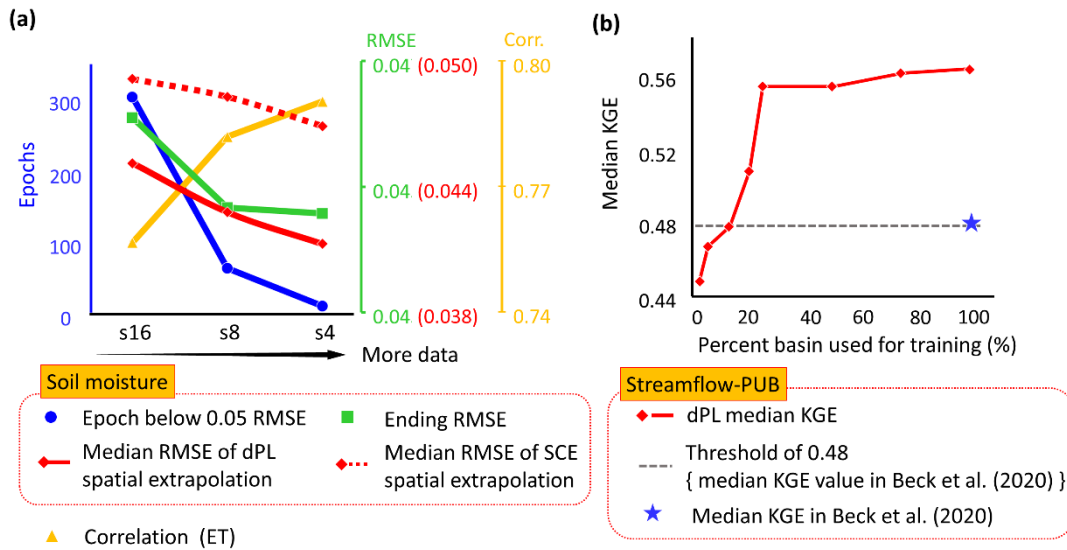 (a)
RMSE
Corr.
Epochs
300
200
100
0
0.04 (0.050)
0.04 (0.044)
0.04 (0.038)
0.80
0.77
0.74
s16 s8 s4
More data
Soil moisture
Epoch below 0.05 RMSE
Ending RMSE
Median RMSE of dPL
spatial extrapolation
Median RMSE of SCE
spatial extrapolation
Correlation (ET)
(b)
Median KGE
0.56
0.52
0.48
0.44
0 20 40 60 80 100
Percent basin used for training (%)
Streamflow-PUB
dPL median KGE
Threshold of 0.48
{ median KGE value in Beck et al. (2020) }
Median KGE in Beck et al. (2020)